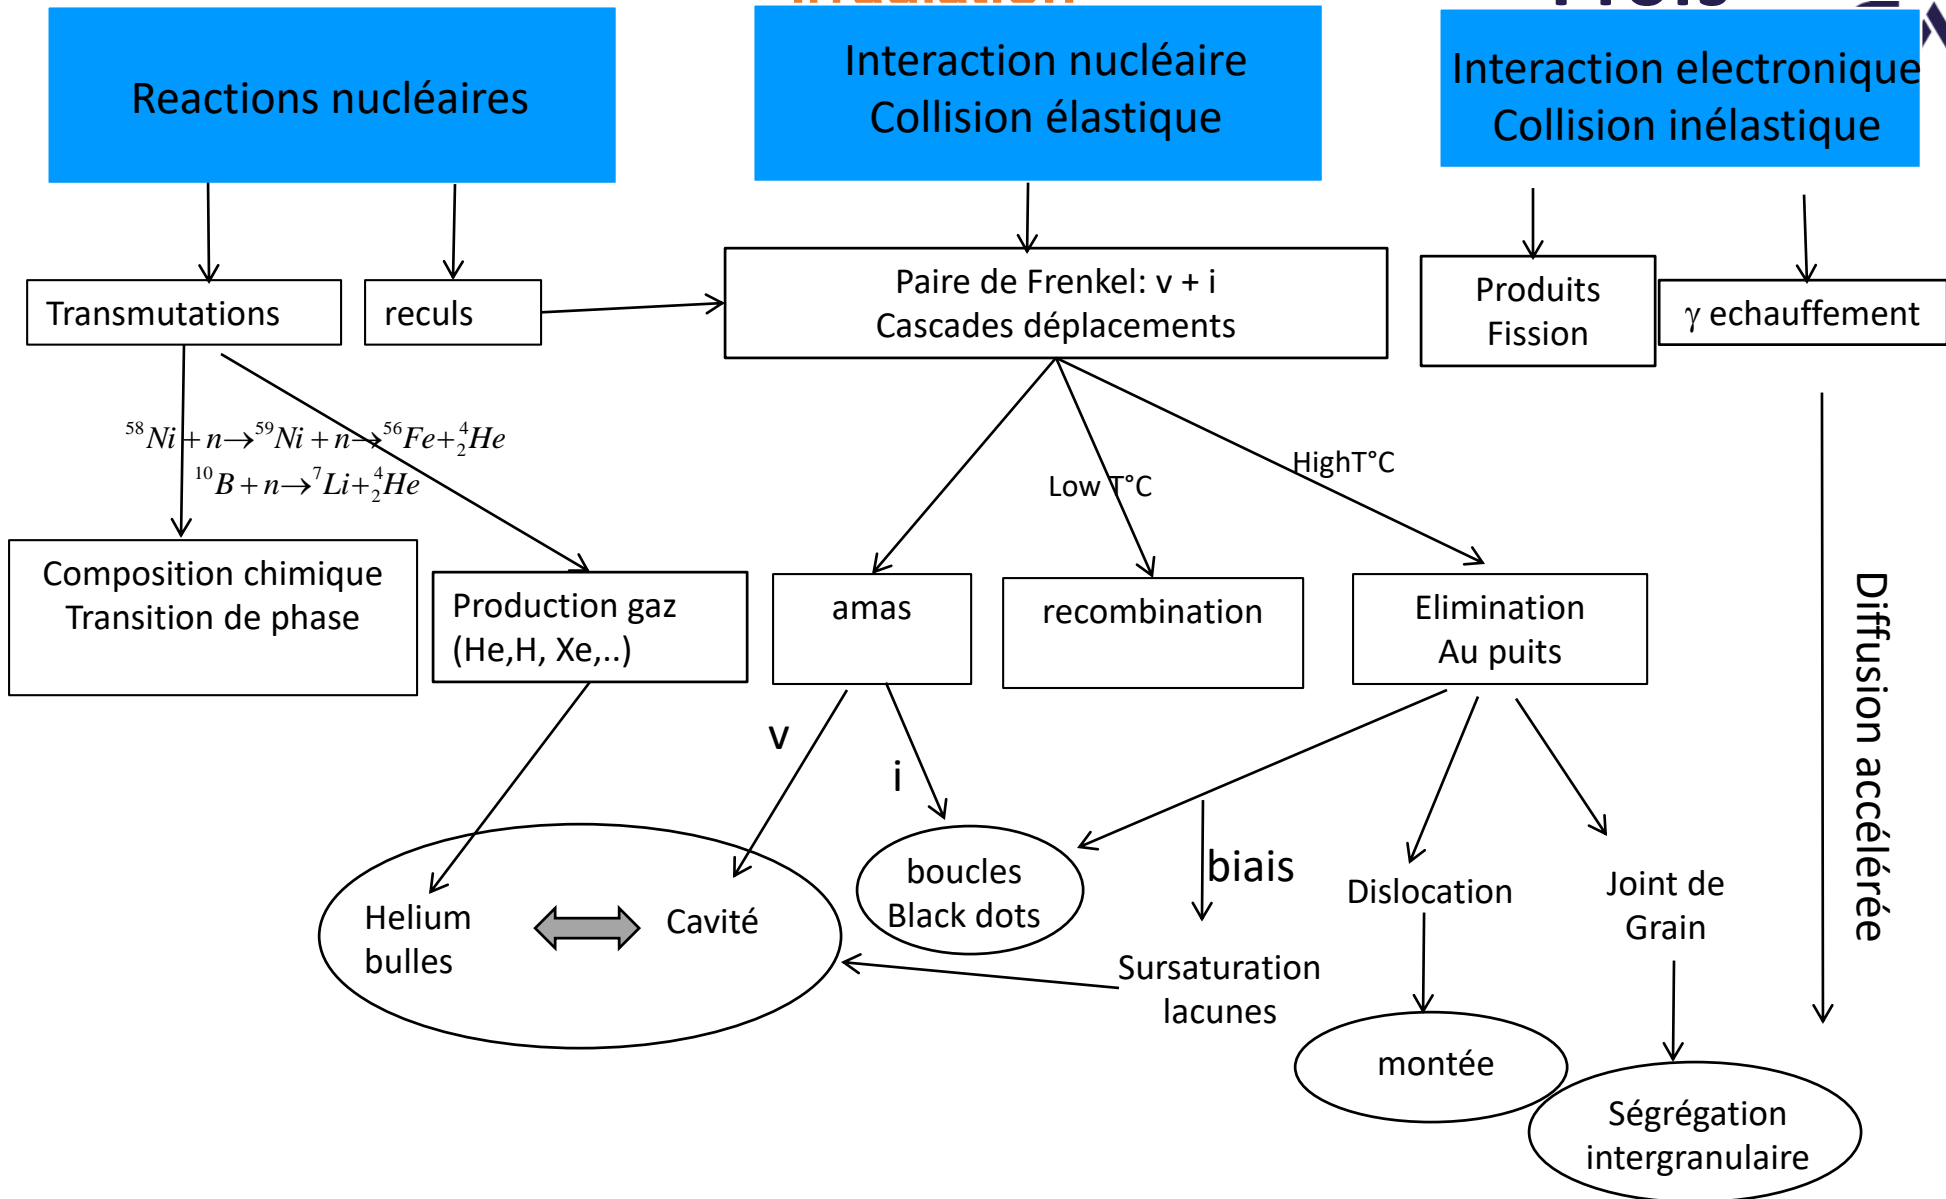 Reactions nucléaires
Interaction nucléaire
Collision élastique
Interaction electronique
Collision inélastique
Transmutations
reculs
Paire de Frenkel: v + i
Cascades déplacements
Produits
Fission
γ echauffement
⁵⁸Ni + n→⁵⁹Ni + n→⁵⁶Fe+⁴₂He
¹⁰B + n→⁷Li+⁴₂He
Low T°C
HighT°C
Composition chimique
Transition de phase
Production gaz
(He,H, Xe,..)
amas
recombination
Elimination
Au puits
Diffusion accélérée
v
i
biais
Helium
bulles
Cavité
boucles
Black dots
Sursaturation
lacunes
Dislocation
Joint de
Grain
montée
Ségrégation
intergranulaire